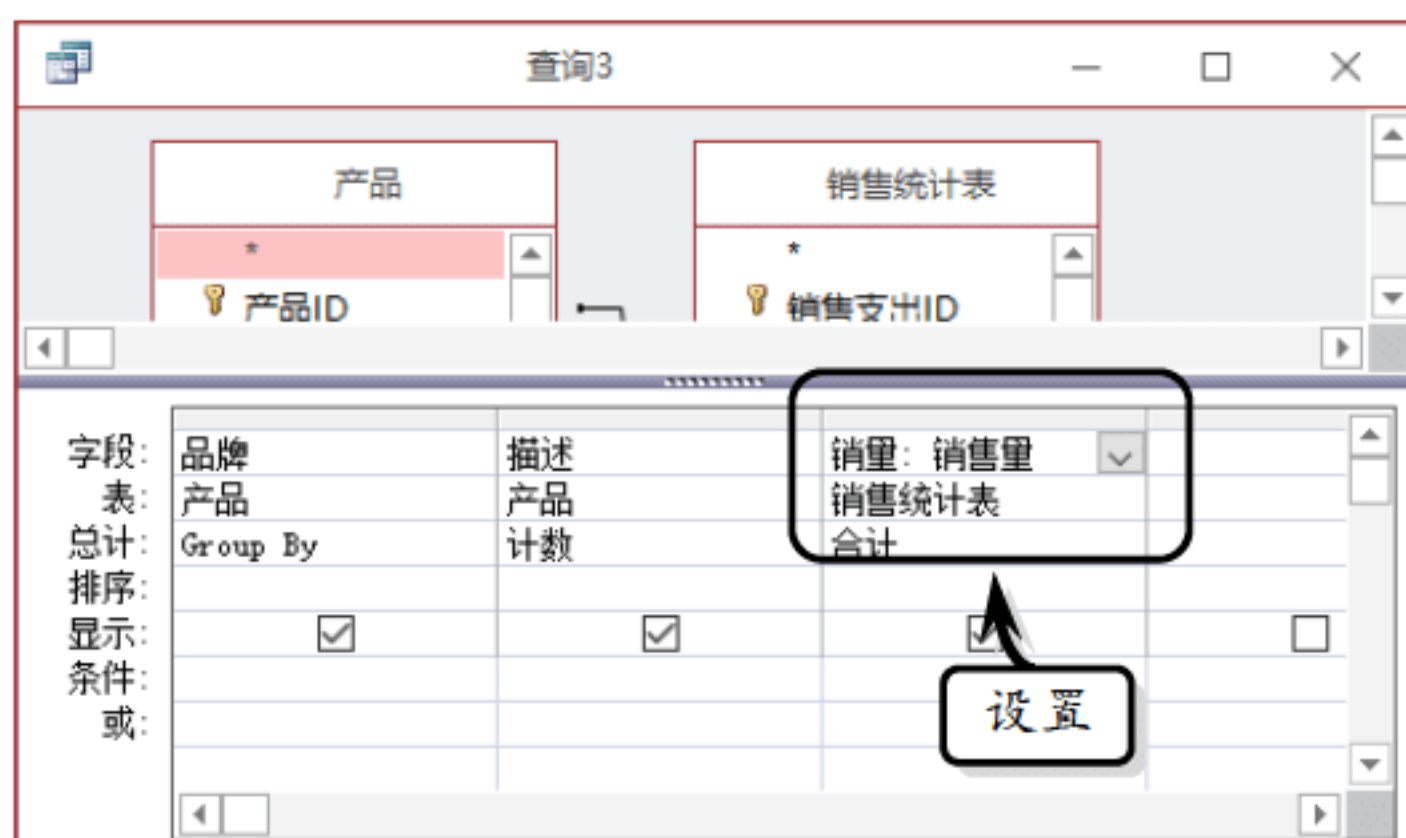 查询3
产品 销售统计表
* *
产品ID 销售支出ID
字段: 品牌 描述 销量: 销售量
表: 产品 产品 销售统计表
总计: Group By 计数 合计
排序:
显示:
条件:
或:
设置